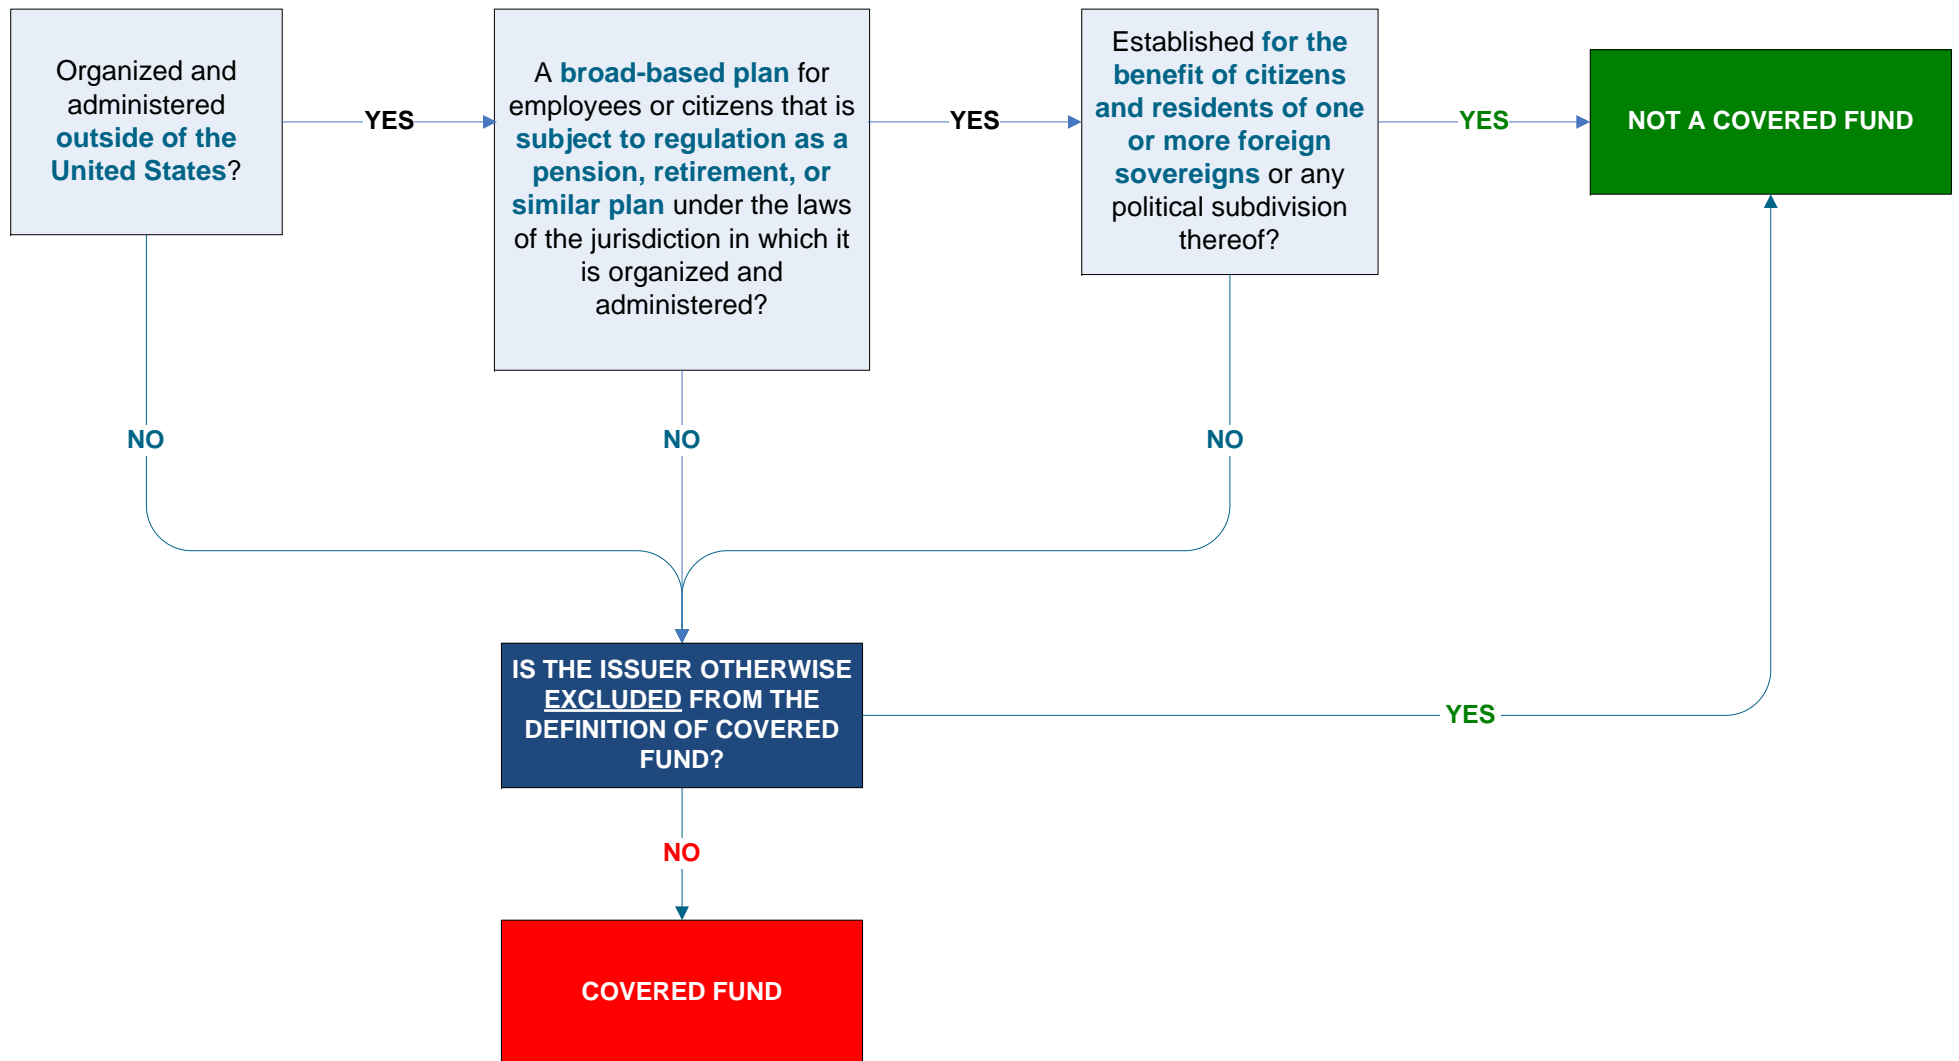 Organized and
administered
outside of the
United States?
YES
A broad-based plan for
employees or citizens that is
subject to regulation as a
pension, retirement, or
similar plan under the laws
of the jurisdiction in which it
is organized and
administered?
YES
Established for the
benefit of citizens
and residents of one
or more foreign
sovereigns or any
political subdivision
thereof?
YES
NOT A COVERED FUND
NO
NO
NO
IS THE ISSUER OTHERWISE
EXCLUDED FROM THE
DEFINITION OF COVERED
FUND?
YES
NO
COVERED FUND